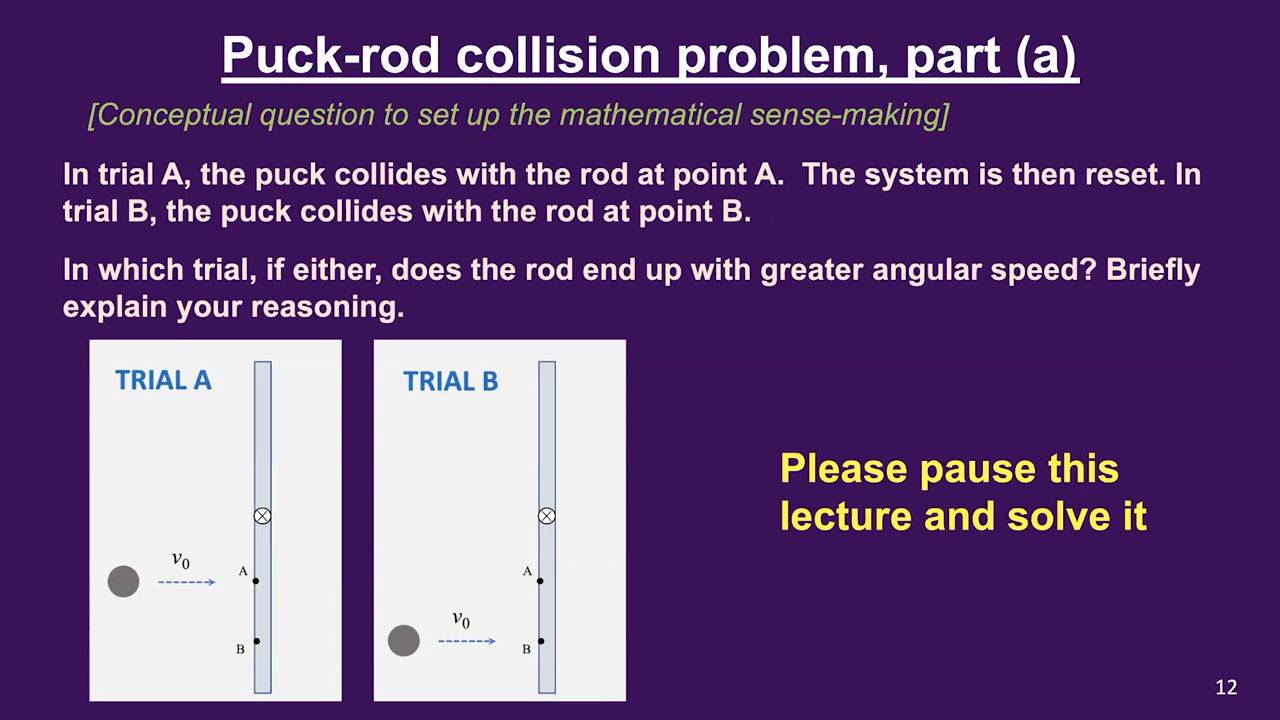 Puck-rod collision problem, part (a)
[Conceptual question to set up the mathematical sense-making]
In trial A, the puck collides with the rod at point A.  The system is then reset. In
trial B, the puck collides with the rod at point B.
In which trial, if either, does the rod end up with greater angular speed? Briefly
explain your reasoning.
TRIAL A
v₀
A
B
TRIAL B
A
v₀
B
Please pause this
lecture and solve it
12